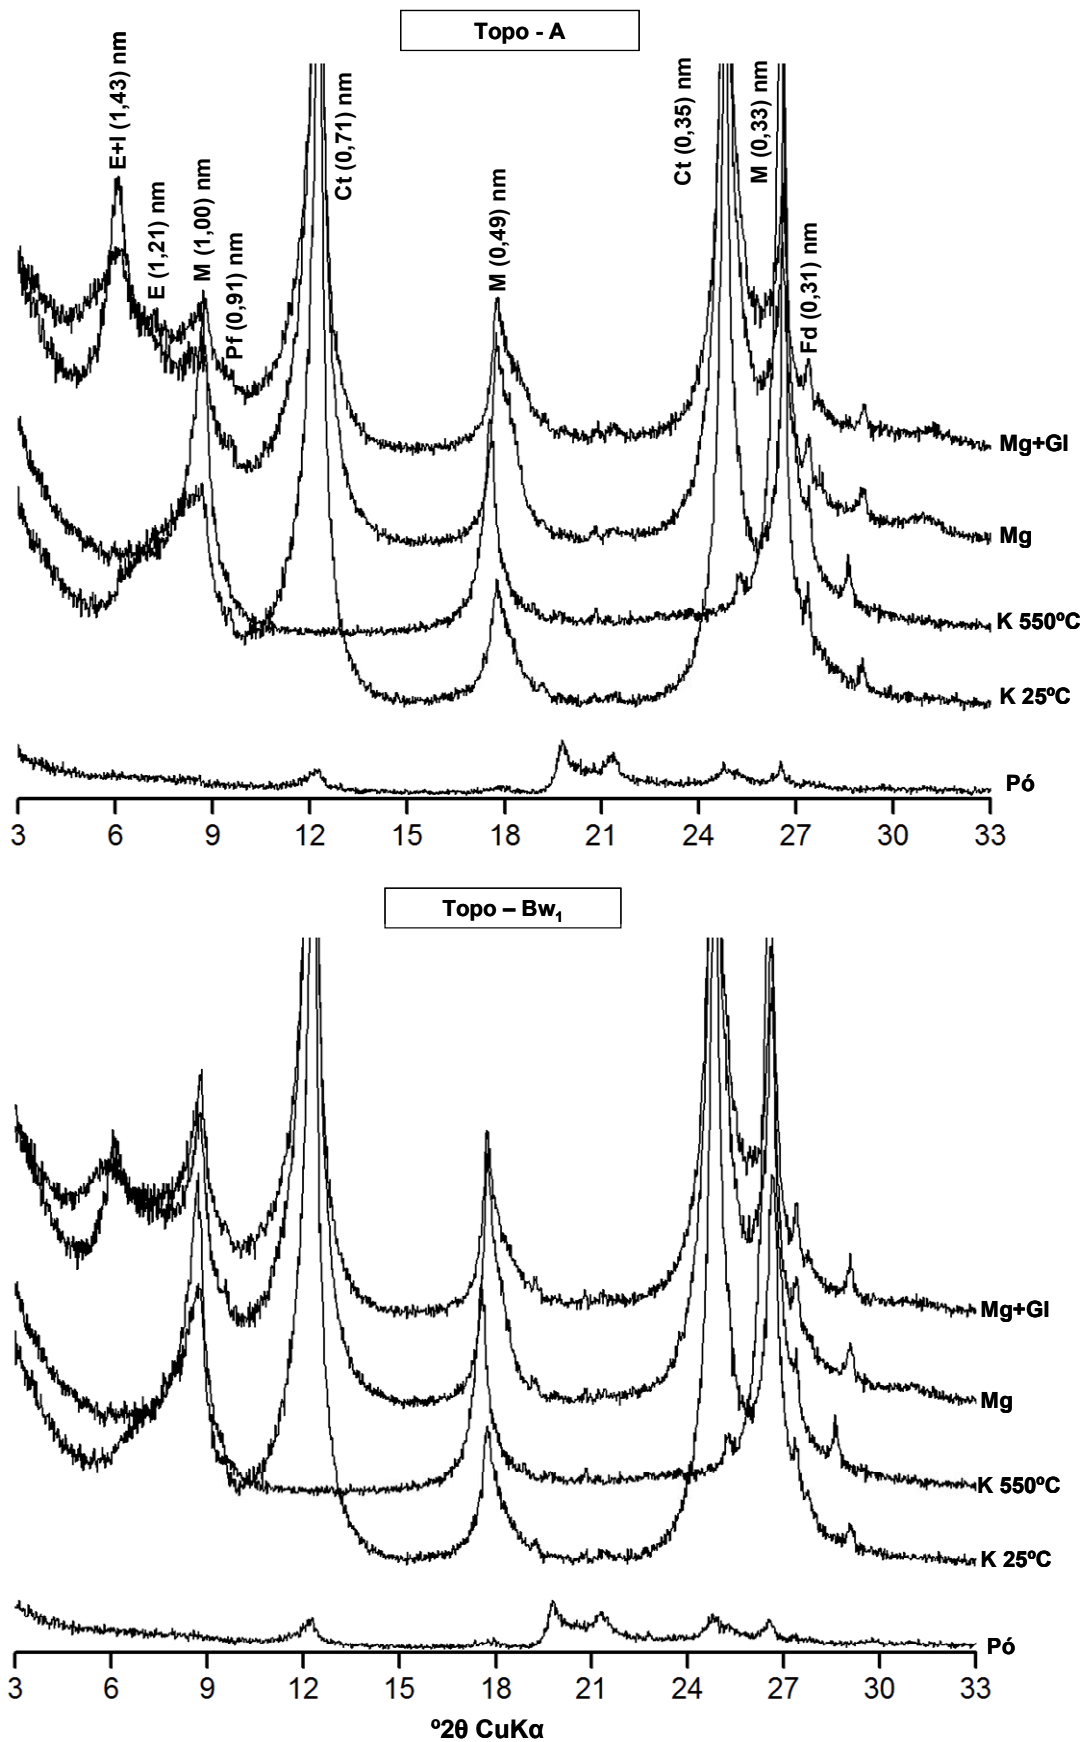 Topo - A
E+I (1,43) nm
E (1,21) nm
M (1,00) nm
Pf (0,91) nm
Ct (0,71) nm
M (0,49) nm
Ct (0,35) nm
M (0,33) nm
Fd (0,31) nm
Mg+Gl
Mg
K 550ºC
K 25ºC
Pó
3 6 9 12 15 18 21 24 27 30 33
Topo – Bw₁
Mg+Gl
Mg
K 550ºC
K 25ºC
Pó
3 6 9 12 15 18 21 24 27 30 33
º2θ CuKα